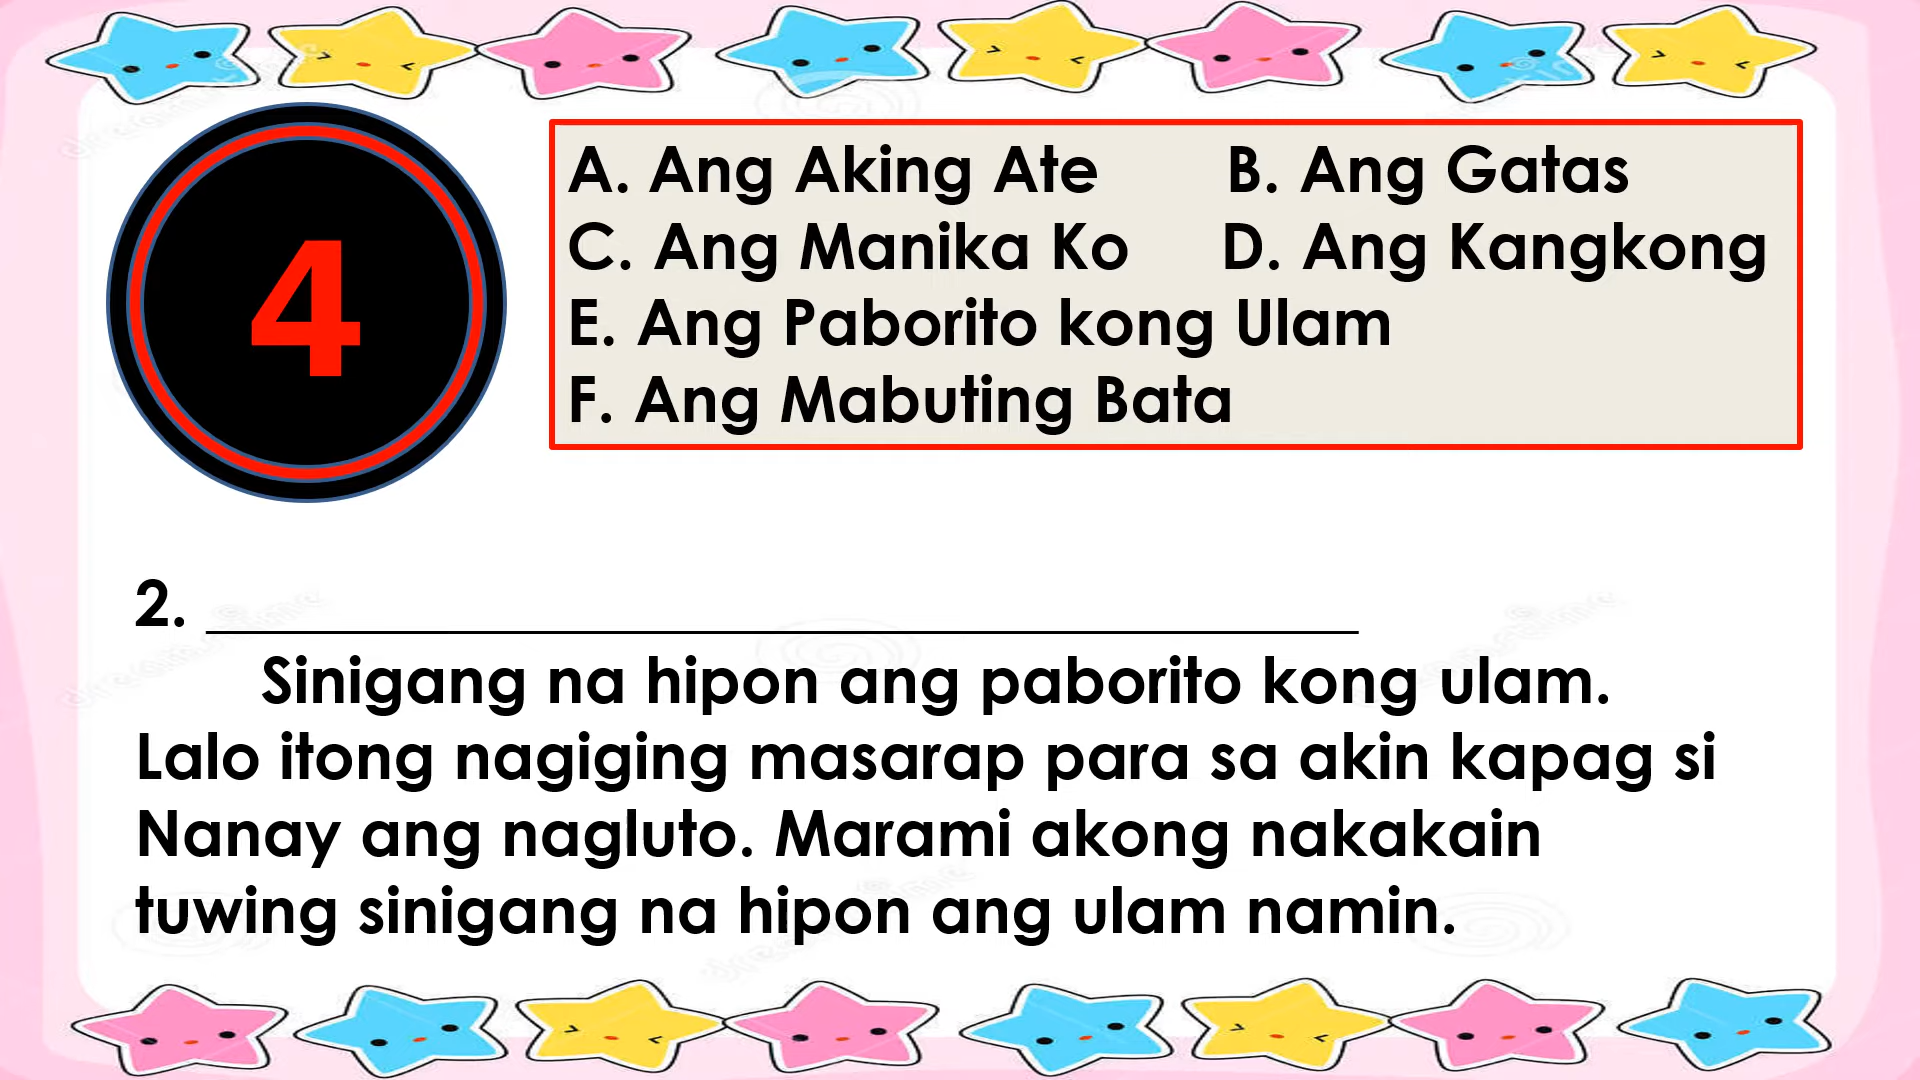 4
A. Ang Aking Ate B. Ang Gatas
C. Ang Manika Ko D. Ang Kangkong
E. Ang Paborito kong Ulam
F. Ang Mabuting Bata
2. ____________________________________
Sinigang na hipon ang paborito kong ulam.
Lalo itong nagiging masarap para sa akin kapag si
Nanay ang nagluto. Marami akong nakakain
tuwing sinigang na hipon ang ulam namin.